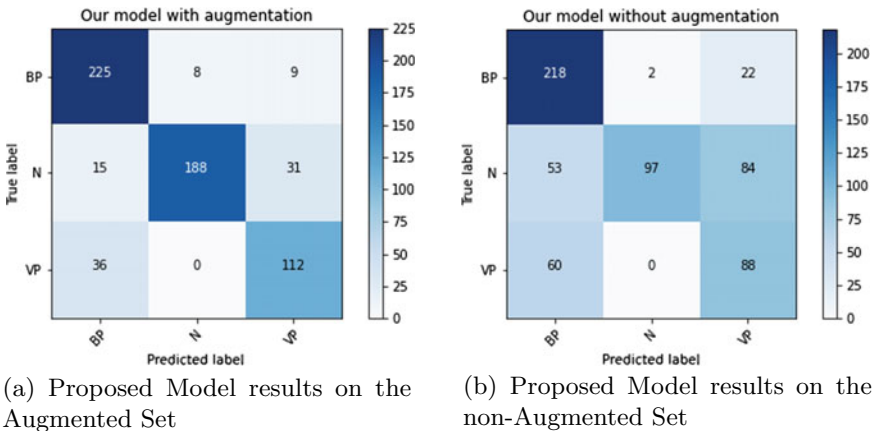 Our model with augmentation
BP 225 8 9
N 15 188 31
VP 36 0 112
BP N VP
True label
Predicted label
225
200
175
150
125
100
75
50
25
0
(a) Proposed Model results on the
Augmented Set
Our model without augmentation
BP 218 2 22
N 53 97 84
VP 60 0 88
BP N VP
True label
Predicted label
200
175
150
125
100
75
50
25
0
(b) Proposed Model results on the
non-Augmented Set